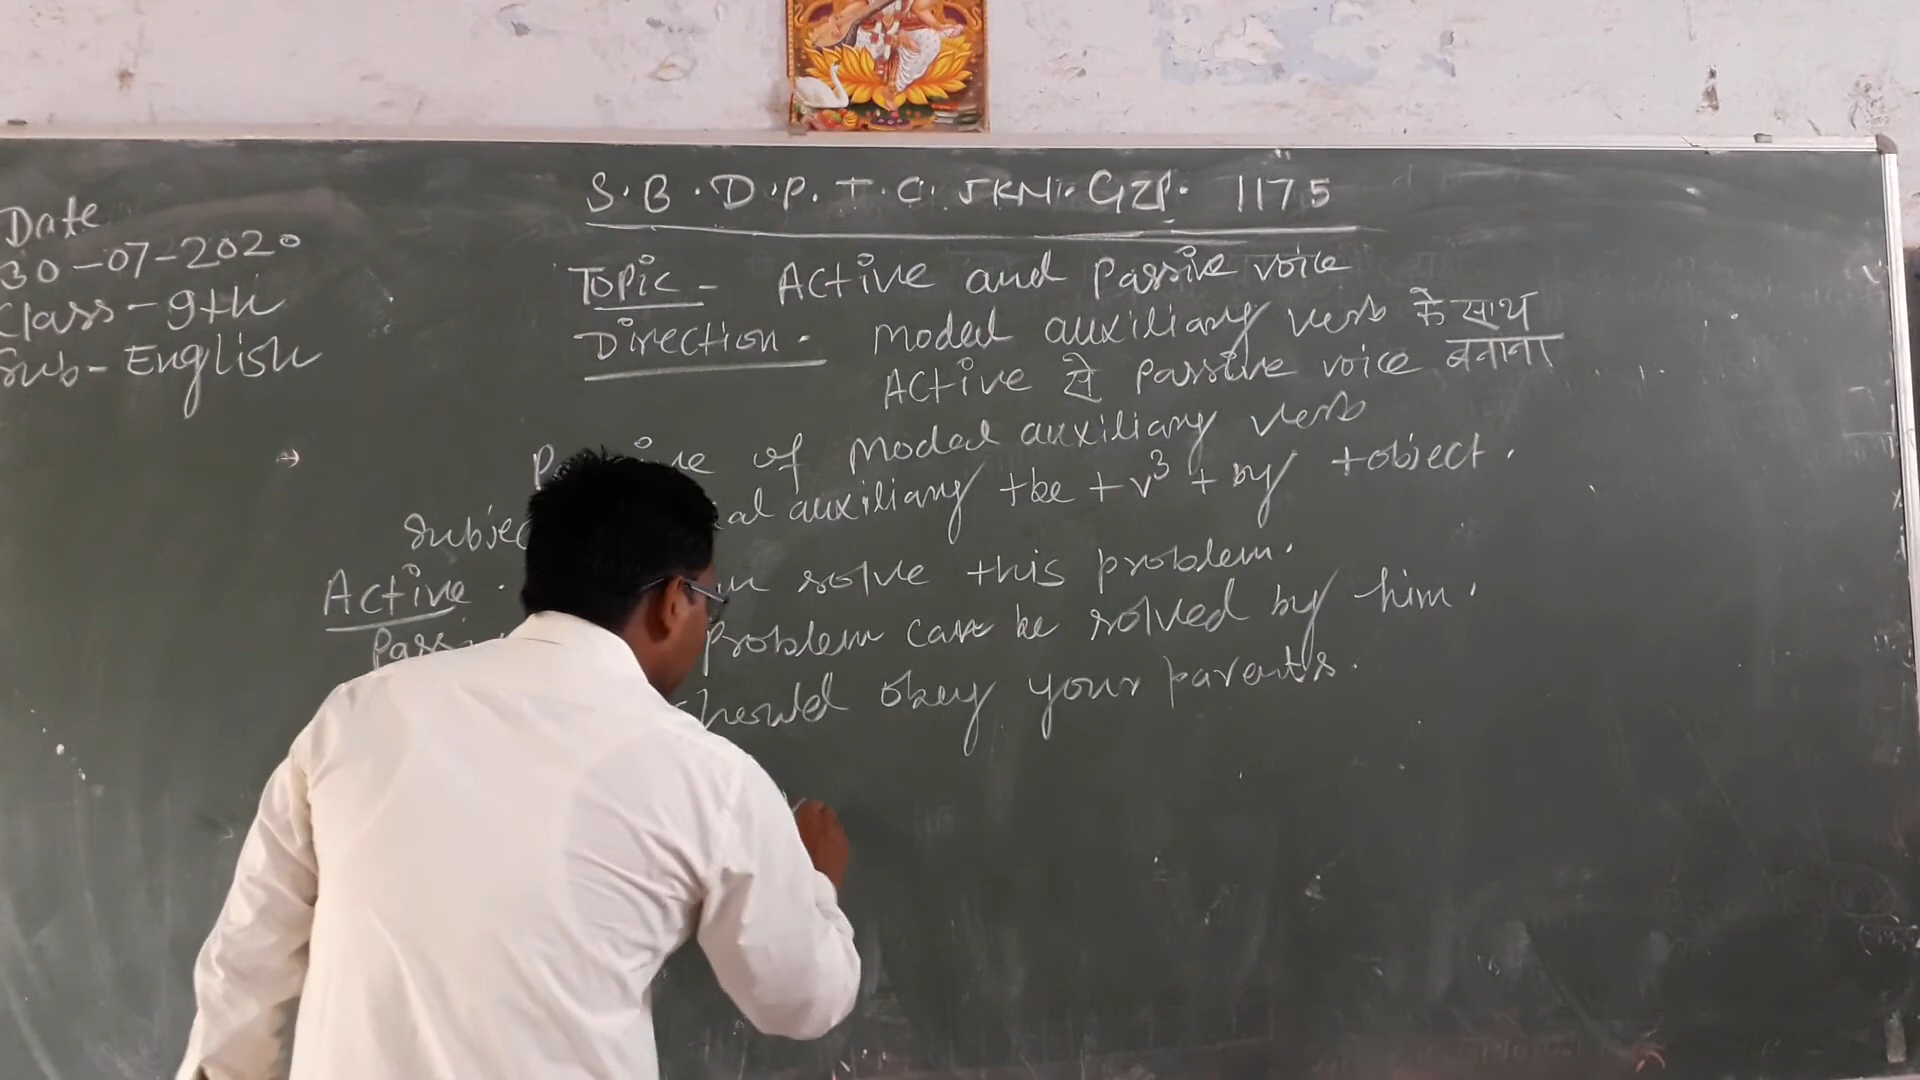 S.B.D.P.T.C. JKM. GZP. 1175
Date
30-07-2020
Class-9th
Sub-English
Topic- Active and Passive voice
Direction- modal auxiliary verb के साथ
Active से Passive voice बनाना
of Modal auxiliary verb
auxiliary +be +v³ + by +object.
Active. solve this problem.
problem can be solved by him.
should obey your parents.